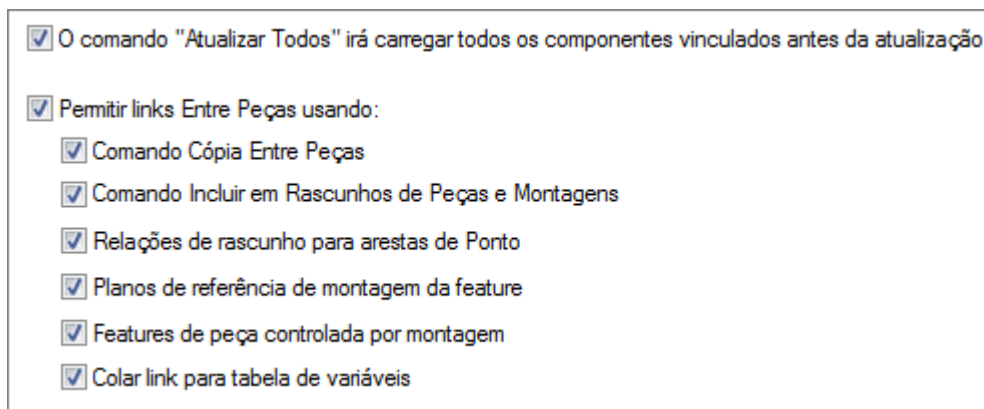 O comando "Atualizar Todos" irá carregar todos os componentes vinculados antes da atualização
Permitir links Entre Peças usando:
Comando Cópia Entre Peças
Comando Incluir em Rascunhos de Peças e Montagens
Relações de rascunho para arestas de Ponto
Planos de referência de montagem da feature
Features de peça controlada por montagem
Colar link para tabela de variáveis